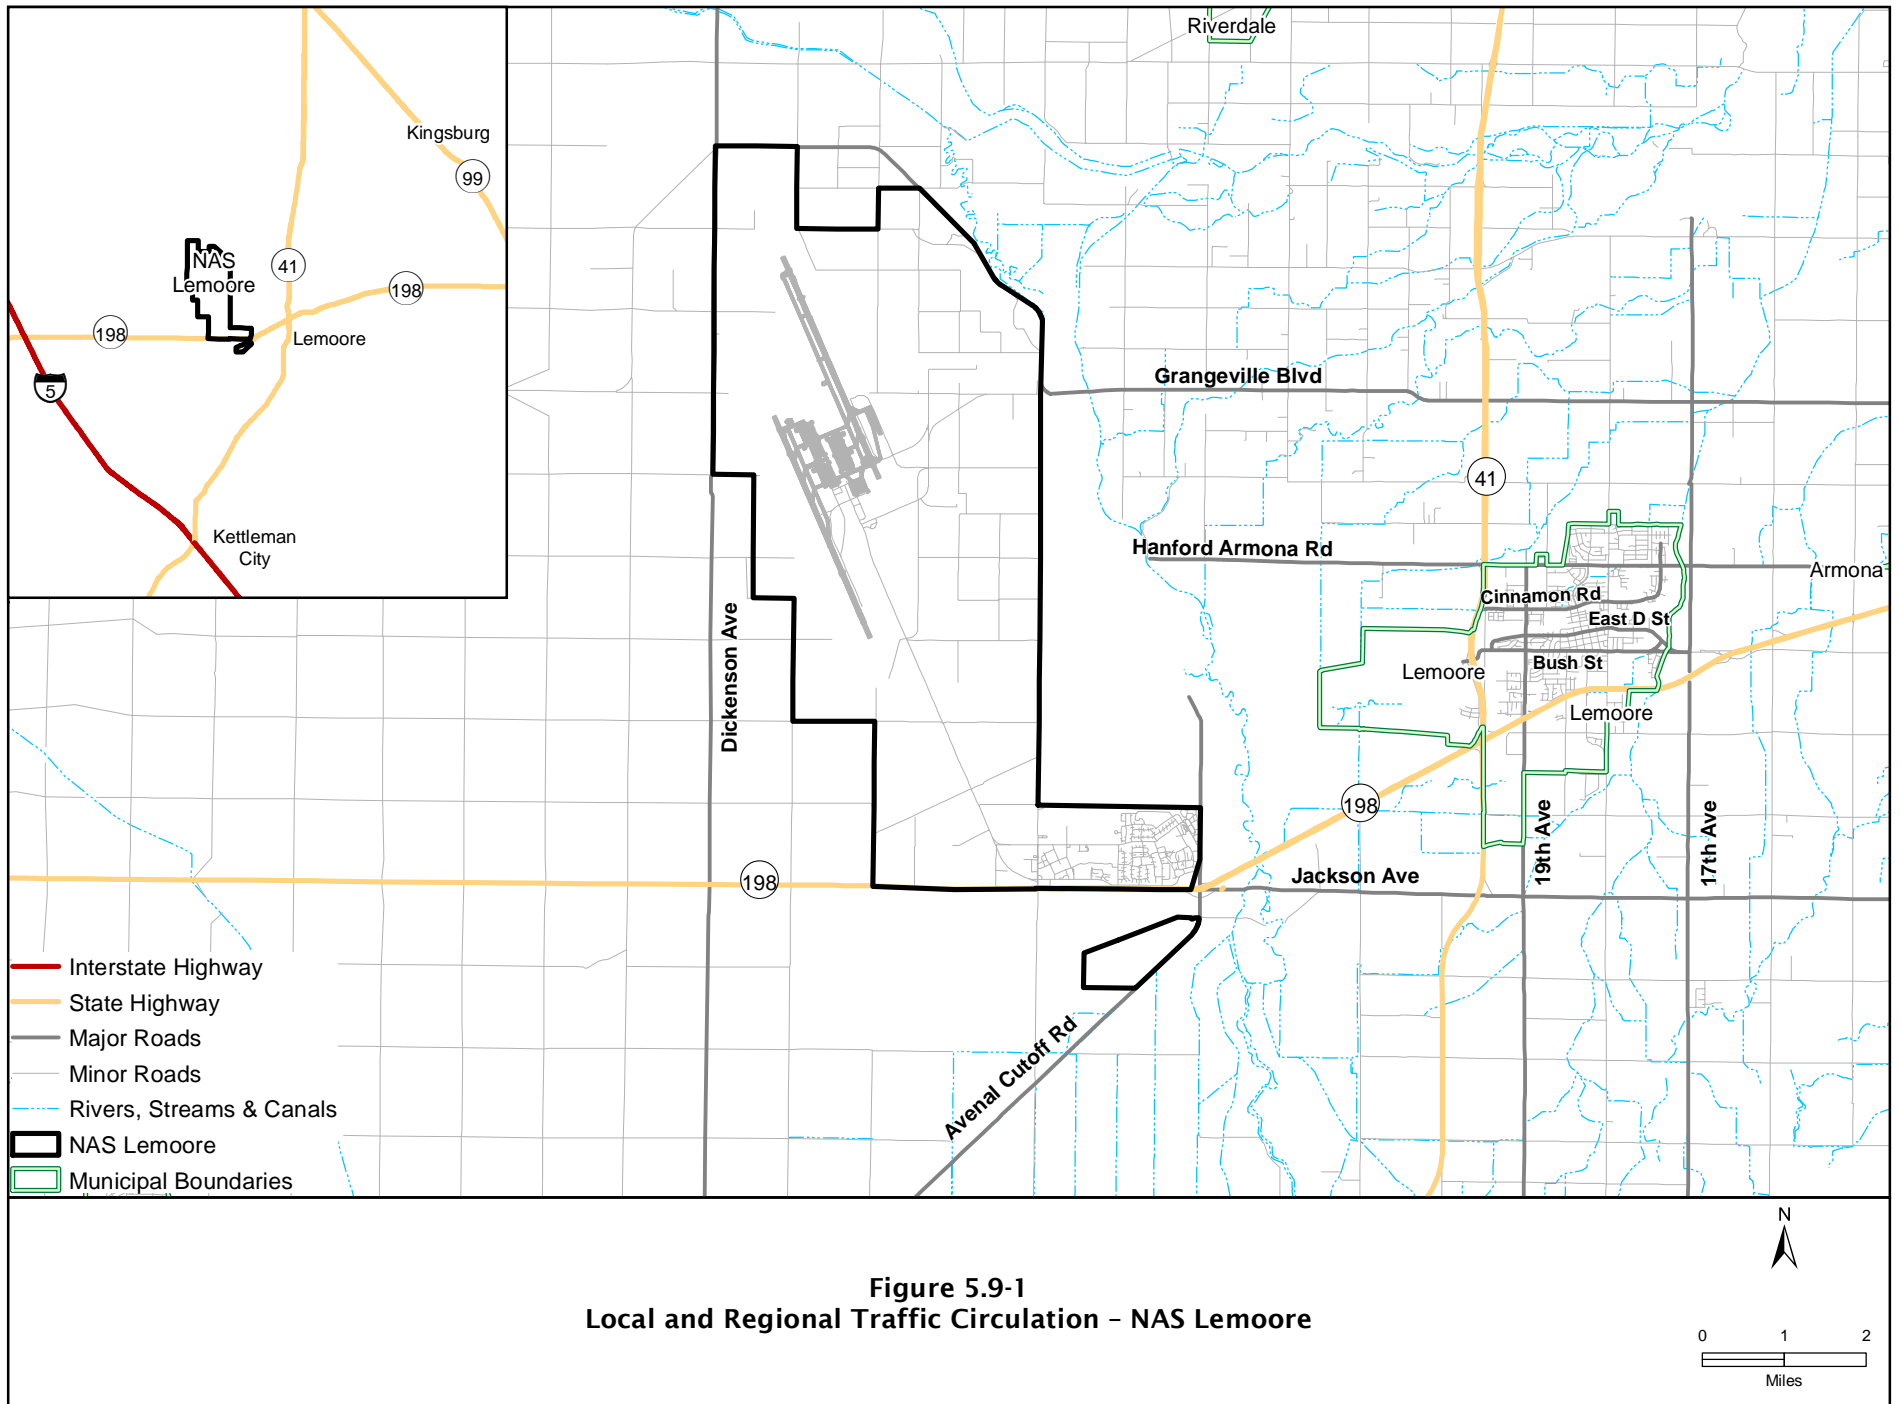 Kingsburg
99
NAS
Lemoore
41
198
198
Lemoore
5
Kettleman
City
Riverdale
Grangeville Blvd
41
Hanford Armona Rd
Armona
Cinnamon Rd
East D St
Bush St
Lemoore
Lemoore
Dickenson Ave
198
19th Ave
17th Ave
198
Jackson Ave
Avenal Cutoff Rd
Interstate Highway
State Highway
Major Roads
Minor Roads
Rivers, Streams & Canals
NAS Lemoore
Municipal Boundaries
N
Figure 5.9-1
Local and Regional Traffic Circulation – NAS Lemoore
0 1 2
Miles